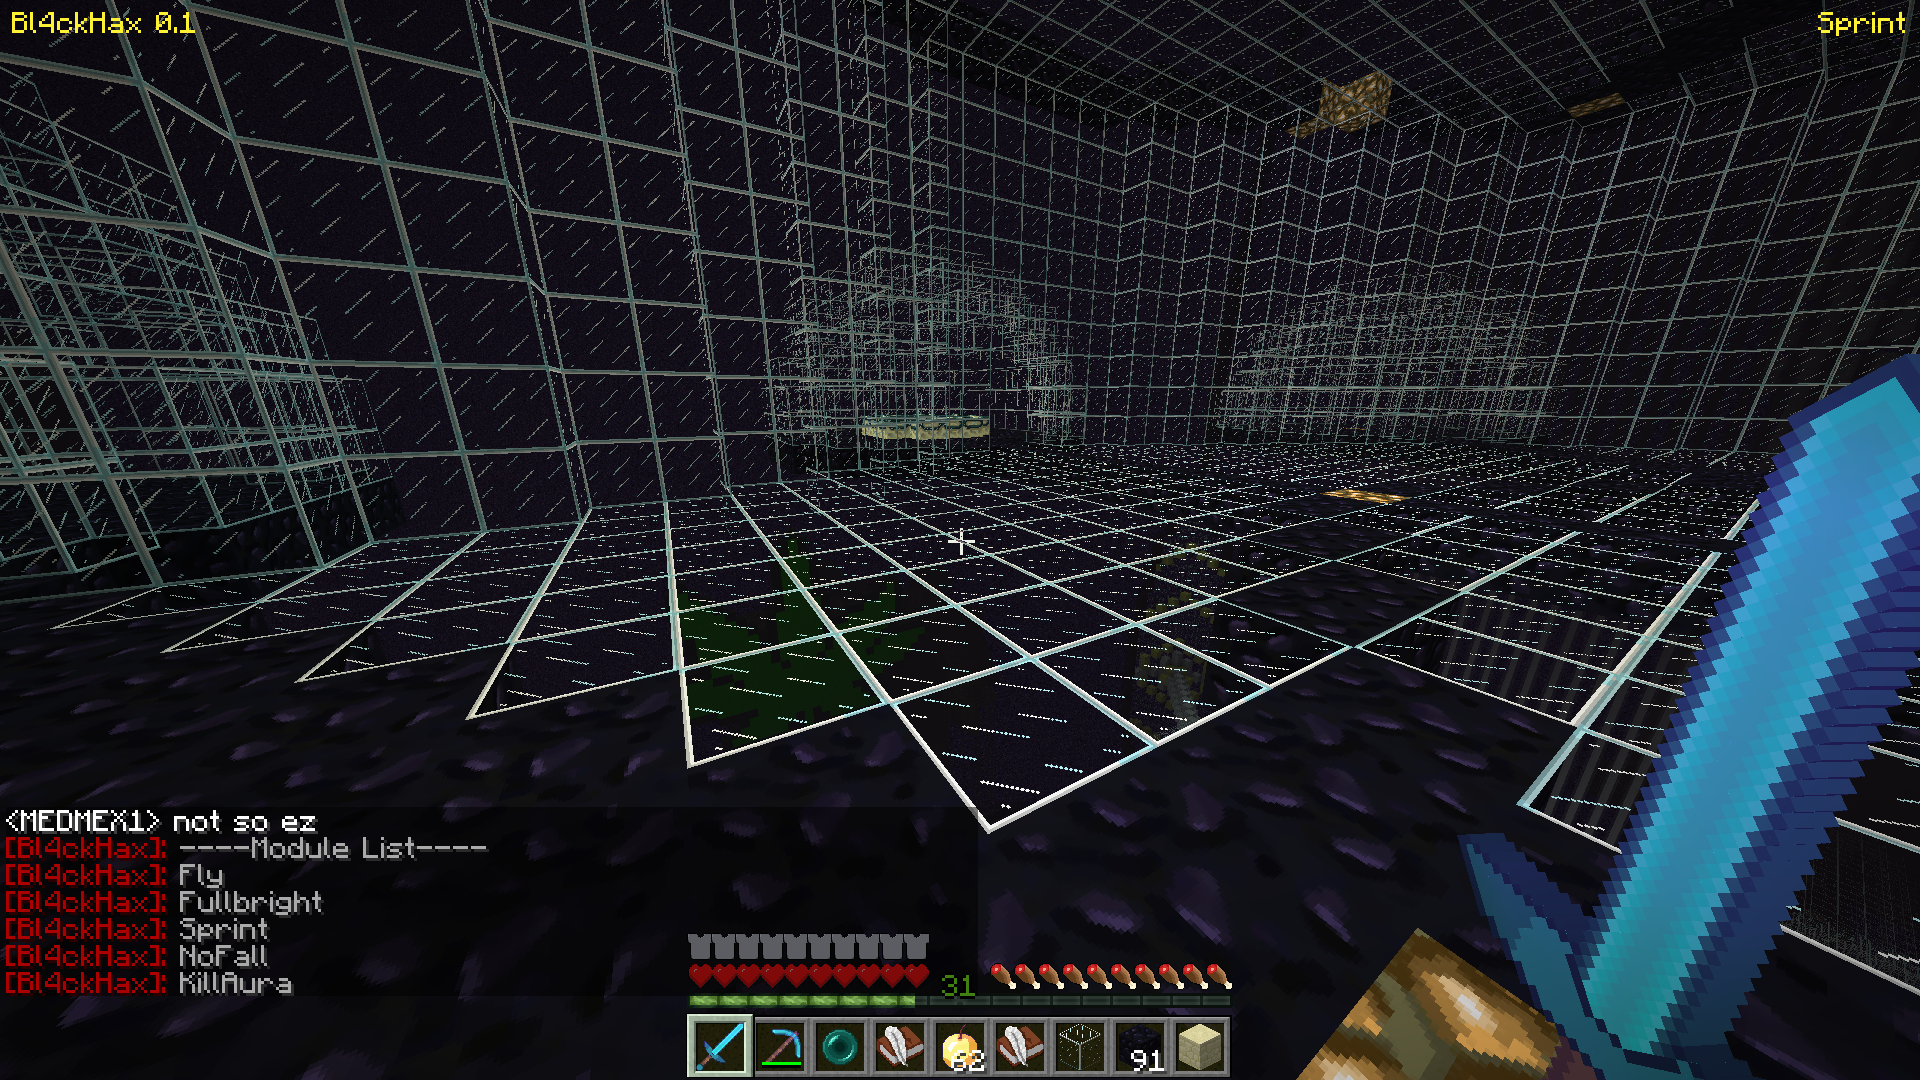 Bl4ckHax 0.1
Sprint
<MEDMEX1> not so ez
[Bl4ckHax]: ----Module List----
[Bl4ckHax]: Fly
[Bl4ckHax]: Fullbright
[Bl4ckHax]: Sprint
[Bl4ckHax]: NoFall
[Bl4ckHax]: KillAura
31
62
91